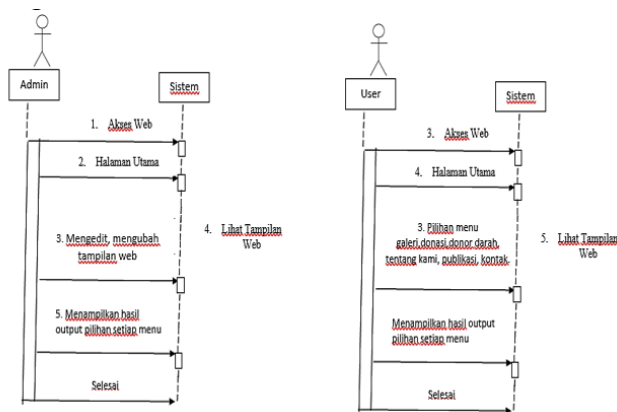 Admin
Sistem
1. Akses Web
2. Halaman Utama
3. Mengedit, mengubah
tampilan web
4. Lihat Tampilan
Web
5. Menampilkan hasil
output pilihan setiap menu
Selesai
User
Sistem
3. Akses Web
4. Halaman Utama
3. Pilihan menu
galeri,donasi,donor darah,
tentang kami, publikasi, kontak.
5. Lihat Tampilan
Web
Menampilkan hasil output
pilihan setiap menu
Selesai